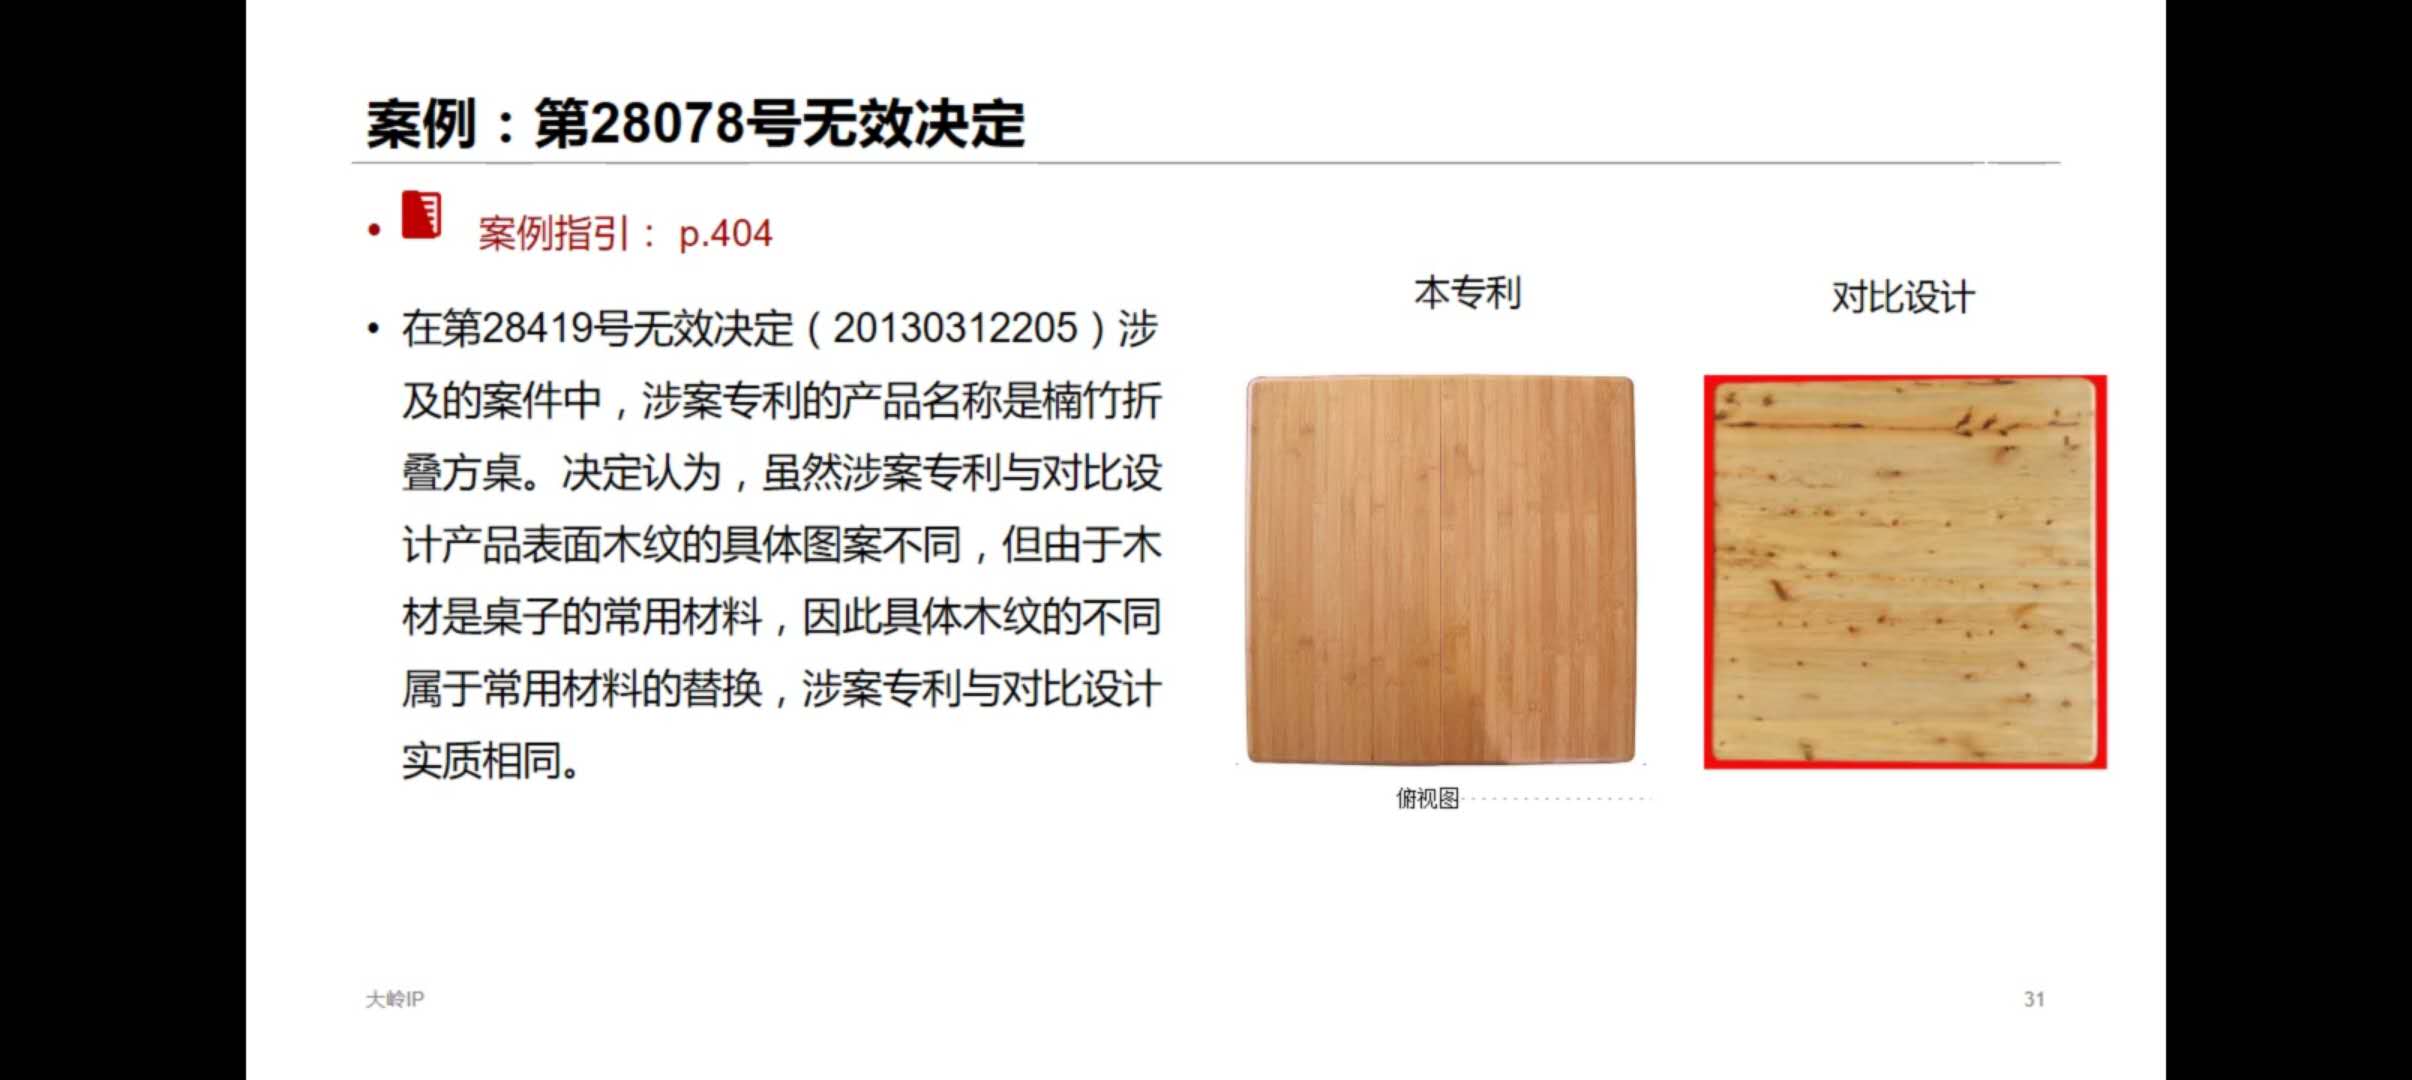 案例：第28078号无效决定
• 案例指引： p.404
本专利
对比设计
• 在第28419号无效决定（20130312205）涉
及的案件中，涉案专利的产品名称是楠竹折
叠方桌。决定认为，虽然涉案专利与对比设
计产品表面木纹的具体图案不同，但由于木
材是桌子的常用材料，因此具体木纹的不同
属于常用材料的替换，涉案专利与对比设计
实质相同。
俯视图
大岭IP
31